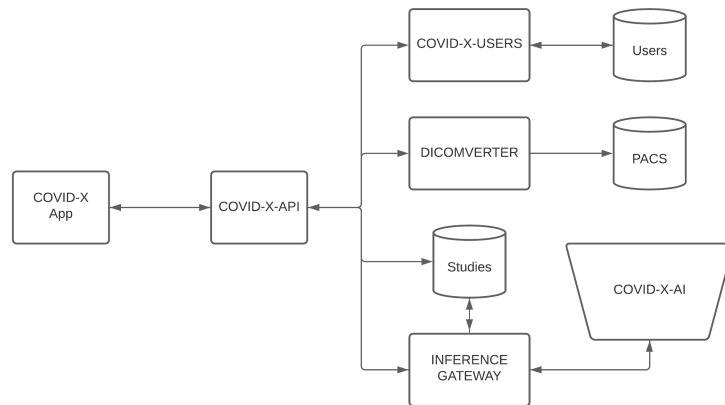 COVID-X-USERS
Users
DICOMVERTER
PACS
COVID-X
App
COVID-X-API
Studies
COVID-X-AI
INFERENCE
GATEWAY